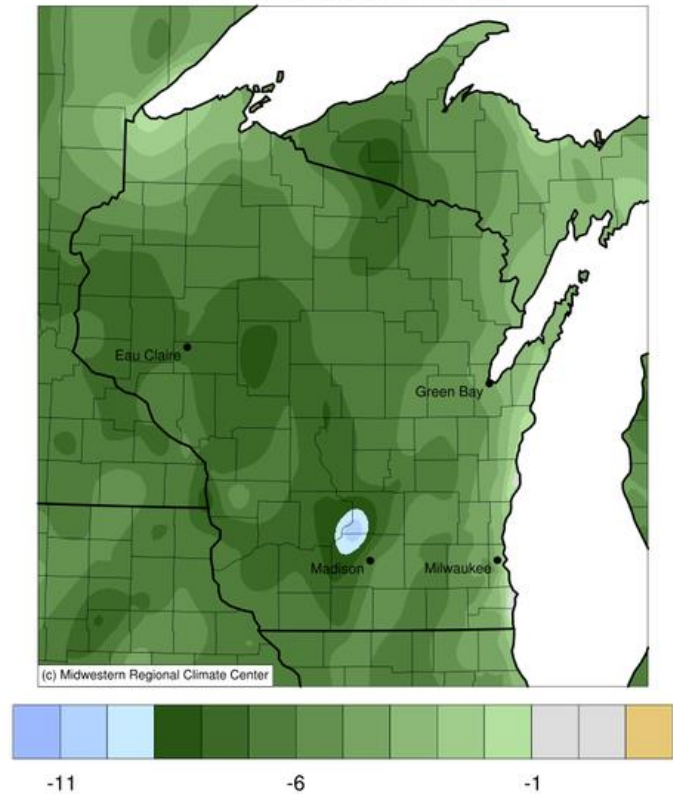 Eau Claire
Green Bay
Madison
Milwaukee
(c) Midwestern Regional Climate Center
-11
-6
-1